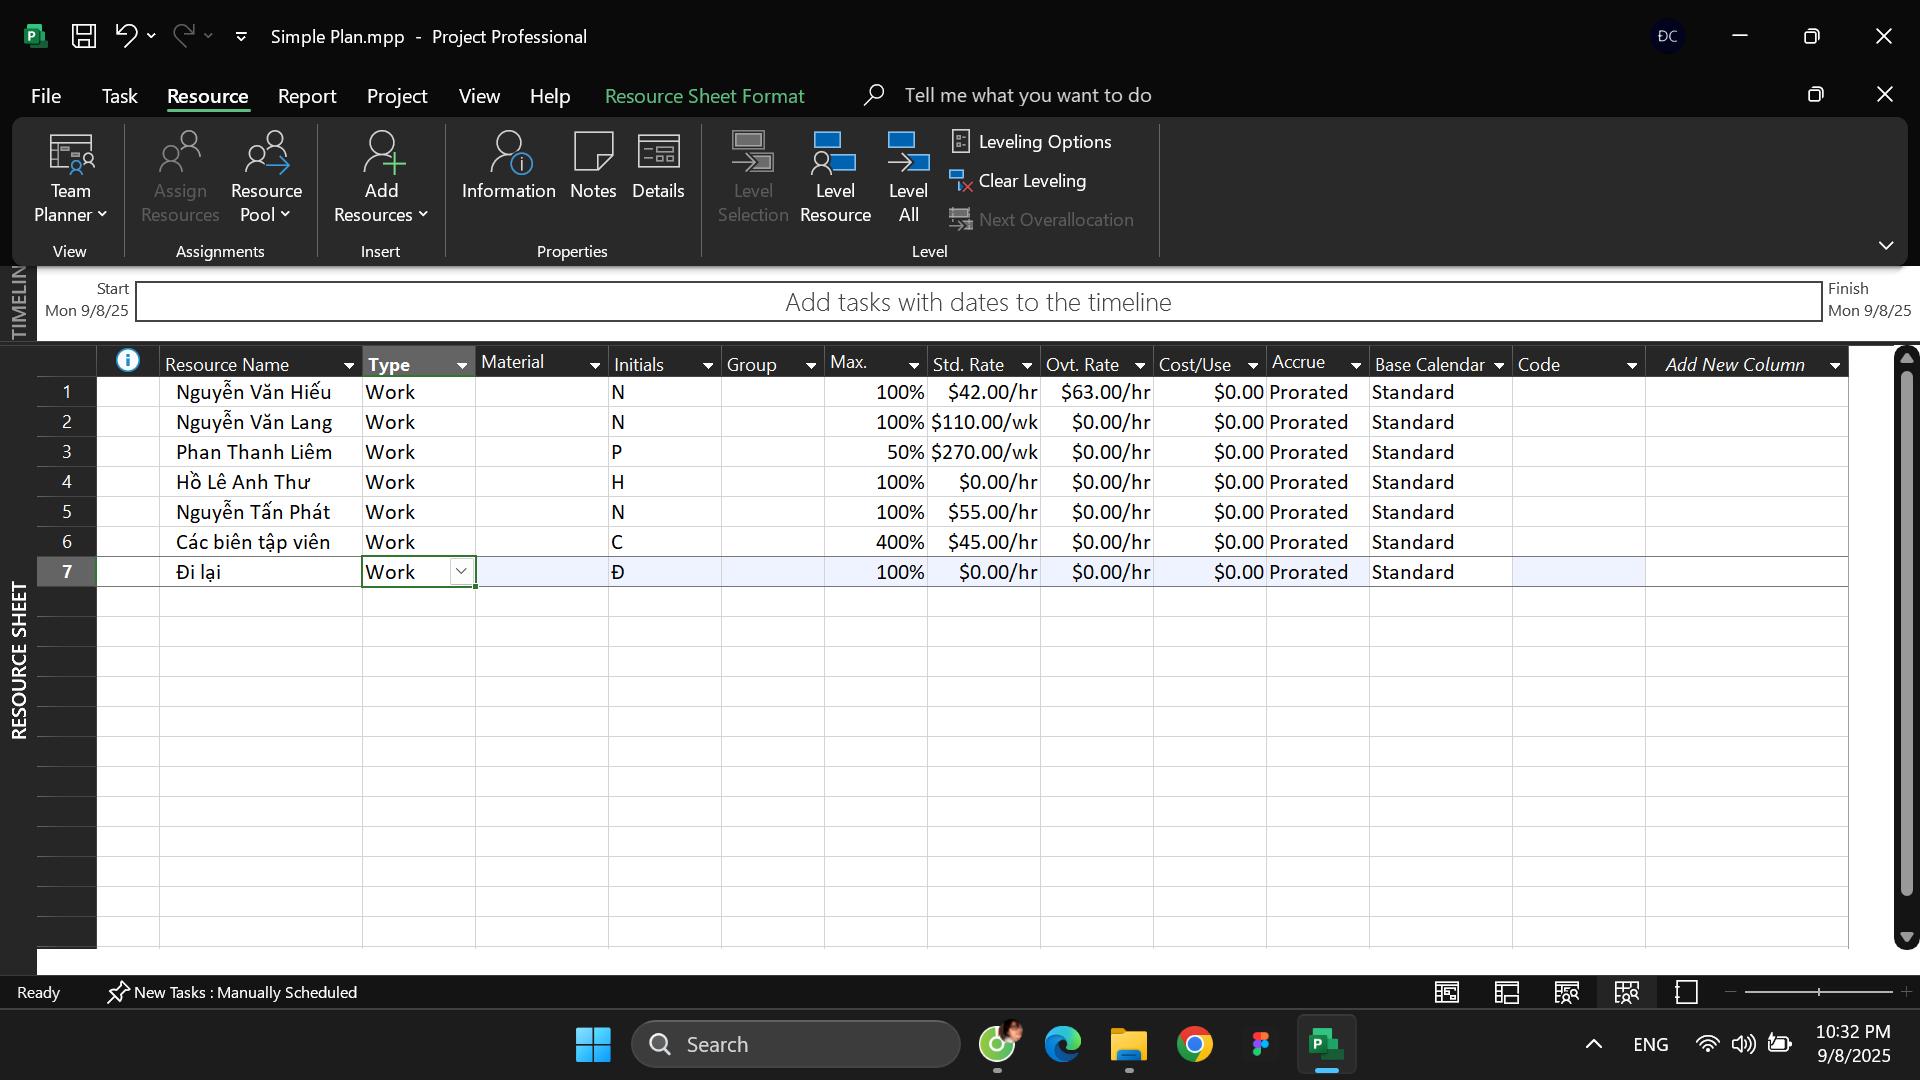 Simple Plan.mpp - Project Professional
ĐC
File Task Resource Report Project View Help Resource Sheet Format Tell me what you want to do
Team Planner
Assign Resources
Resource Pool
Add Resources
Information
Notes
Details
Level Selection
Level Resource
Level All
Leveling Options
Clear Leveling
Next Overallocation
View Assignments Insert Properties Level
TIMELIN
Start
Mon 9/8/25
Add tasks with dates to the timeline
Finish
Mon 9/8/25
Resource Name Type Material Initials Group Max. Std. Rate Ovt. Rate Cost/Use Accrue Base Calendar Code Add New Column
1 Nguyễn Văn Hiếu Work N 100% $42.00/hr $63.00/hr $0.00 Prorated Standard
2 Nguyễn Văn Lang Work N 100% $110.00/wk $0.00/hr $0.00 Prorated Standard
3 Phan Thanh Liêm Work P 50% $270.00/wk $0.00/hr $0.00 Prorated Standard
4 Hồ Lê Anh Thư Work H 100% $0.00/hr $0.00/hr $0.00 Prorated Standard
5 Nguyễn Tấn Phát Work N 100% $55.00/hr $0.00/hr $0.00 Prorated Standard
6 Các biên tập viên Work C 400% $45.00/hr $0.00/hr $0.00 Prorated Standard
7 Đi lại Work Đ 100% $0.00/hr $0.00/hr $0.00 Prorated Standard
RESOURCE SHEET
Ready New Tasks : Manually Scheduled
Search
ENG
10:32 PM
9/8/2025